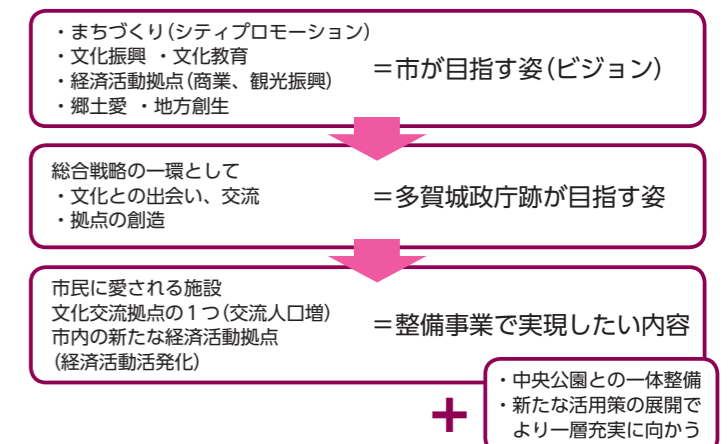 ・まちづくり(シティプロモーション)
・文化振興 ・文化教育
・経済活動拠点(商業、観光振興)
・郷土愛 ・地方創生
＝市が目指す姿(ビジョン)
総合戦略の一環として
・文化との出会い、交流
・拠点の創造
＝多賀城政庁跡が目指す姿
市民に愛される施設
文化交流拠点の１つ(交流人口増)
市内の新たな経済活動拠点
(経済活動活発化)
＝整備事業で実現したい内容
＋
・中央公園との一体整備
・新たな活用策の展開で
より一層充実に向かう